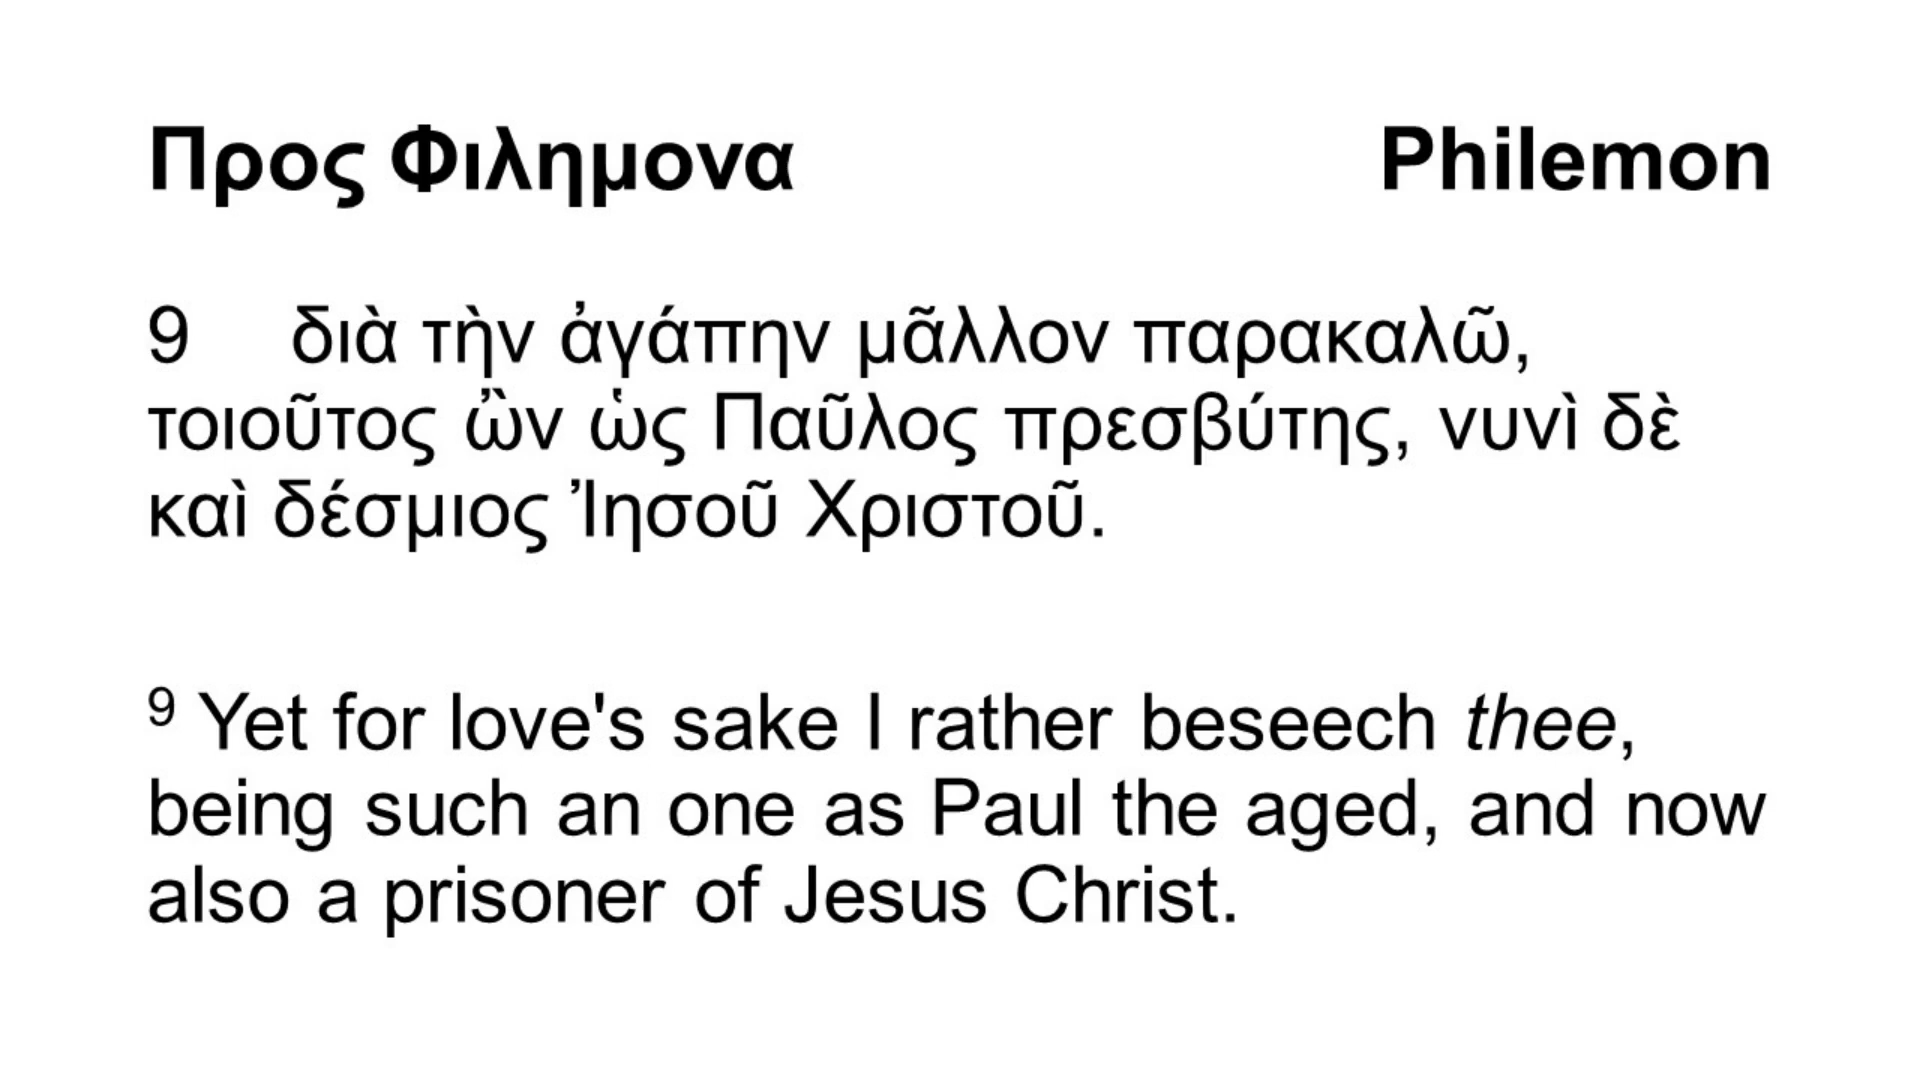 Προς Φιλημονα Philemon
9 διὰ τὴν ἀγάπην μᾶλλον παρακαλῶ,
τοιοῦτος ὢν ὡς Παῦλος πρεσβύτης, νυνὶ δὲ
καὶ δέσμιος Ἰησοῦ Χριστοῦ.
9 Yet for love's sake I rather beseech thee,
being such an one as Paul the aged, and now
also a prisoner of Jesus Christ.